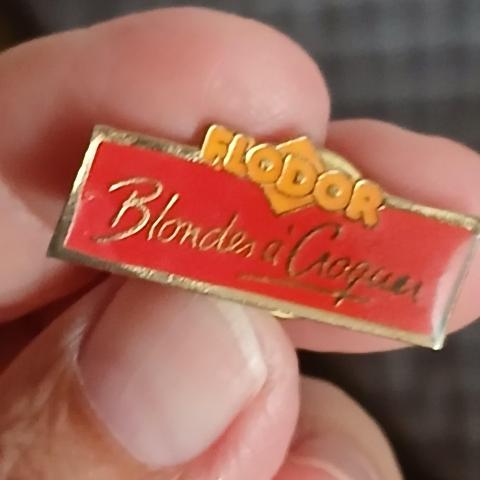 FLODOR
Blondes à Croquer